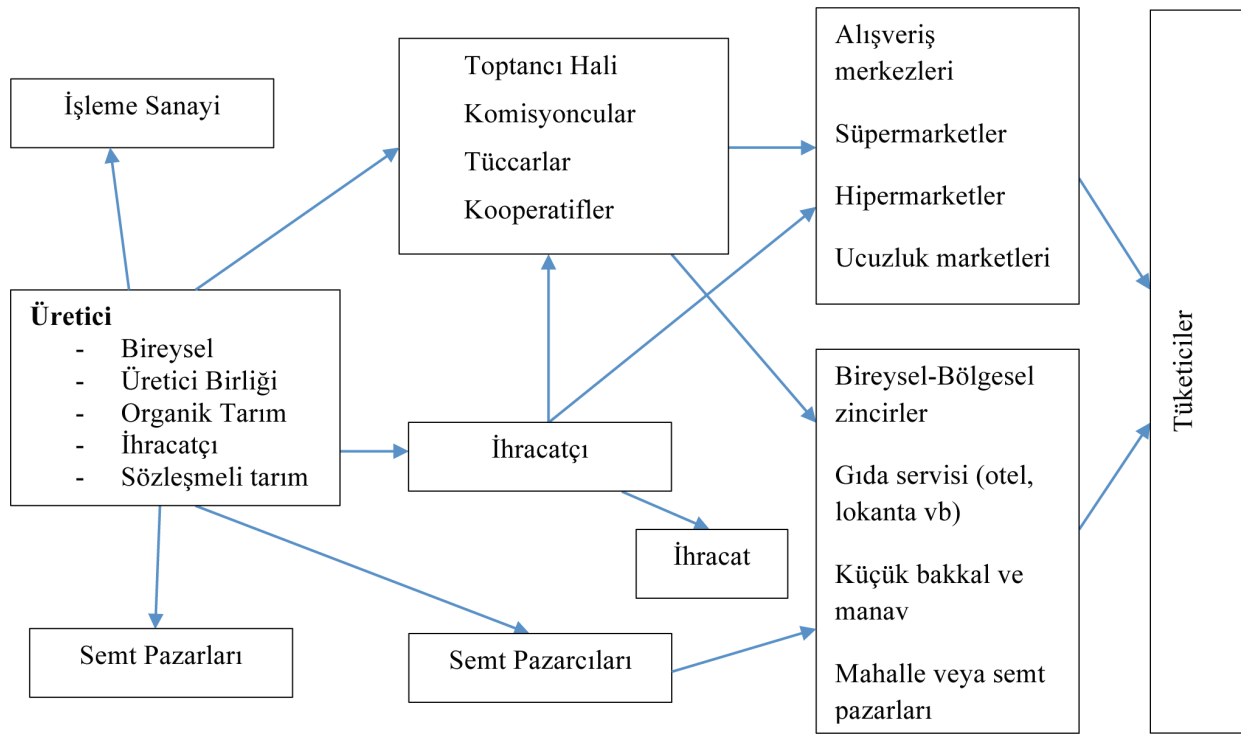 İşleme Sanayi
Üretici
- Bireysel
- Üretici Birliği
- Organik Tarım
- İhracatçı
- Sözleşmeli tarım
Semt Pazarları
Toptancı Hali
Komisyoncular
Tüccarlar
Kooperatifler
İhracatçı
İhracat
Semt Pazarcıları
Alışveriş
merkezleri
Süpermarketler
Hipermarketler
Ucuzluk marketleri
Bireysel-Bölgesel
zincirler
Gıda servisi (otel,
lokanta vb)
Küçük bakkal ve
manav
Mahalle veya semt
pazarları
Tüketiciler